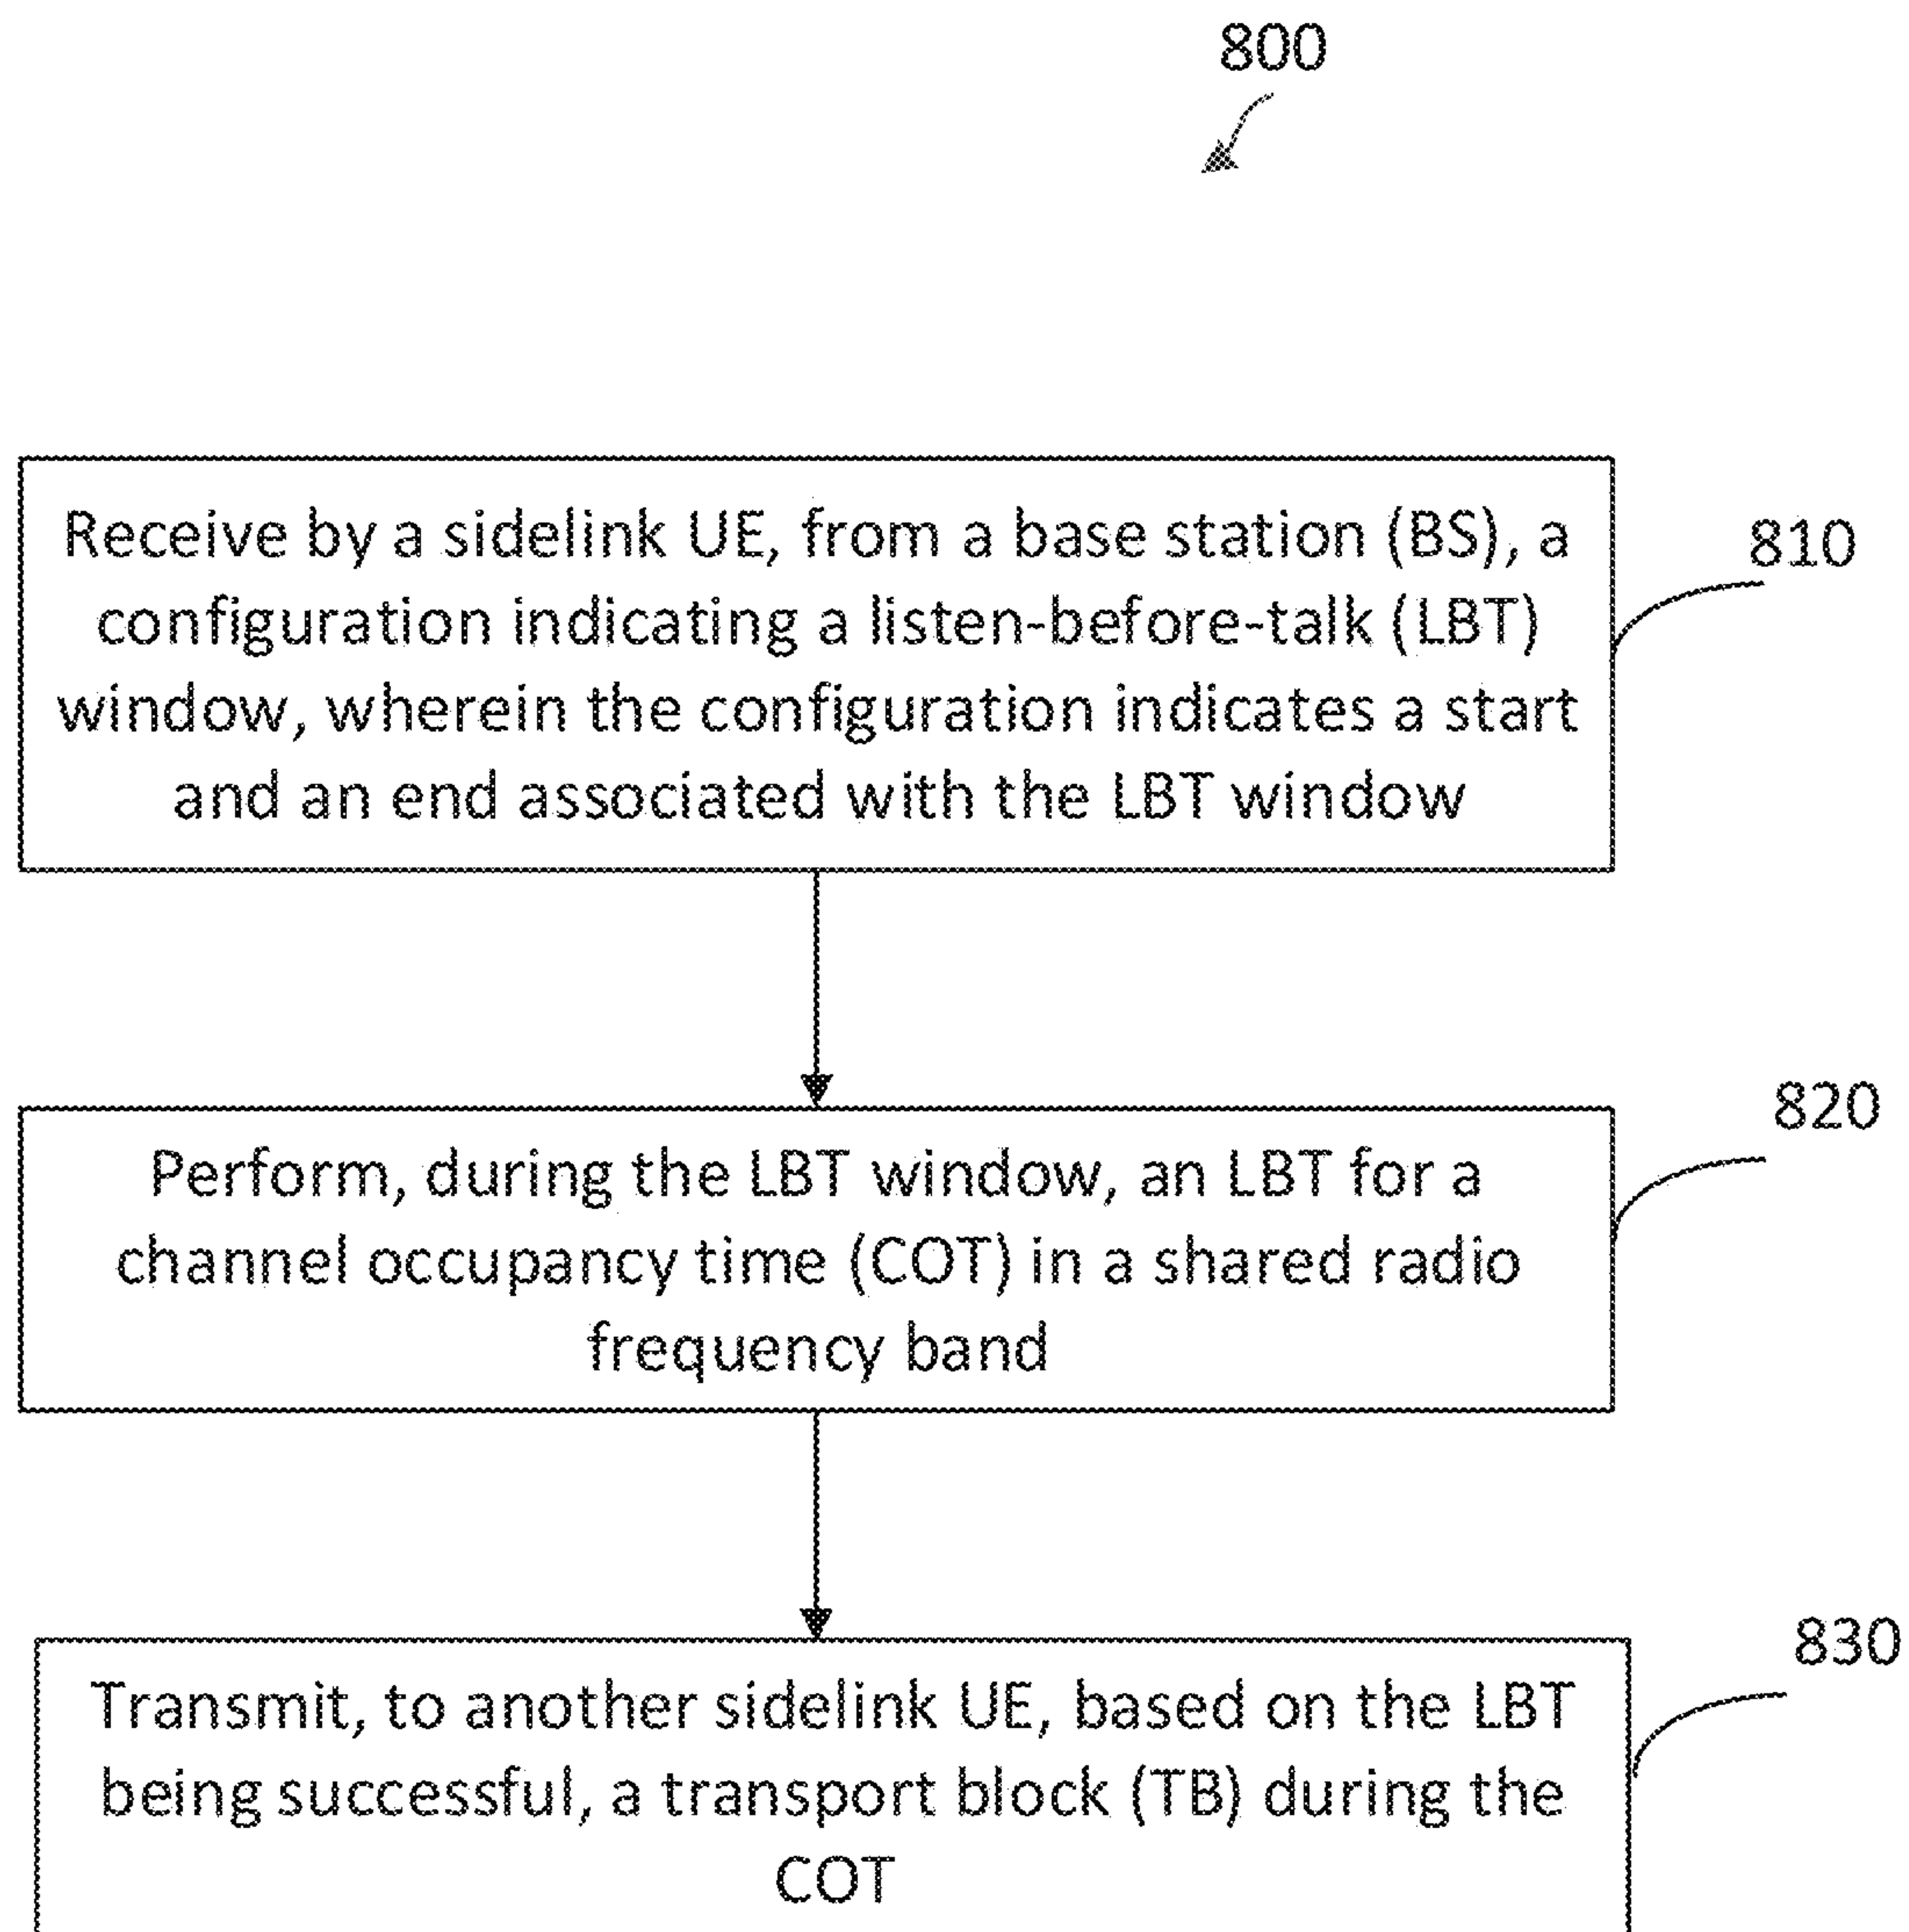 800
Receive by a sidelink UE, from a base station (BS), a
configuration indicating a listen-before-talk (LBT)
window, wherein the configuration indicates a start
and an end associated with the LBT window
810
Perform, during the LBT window, an LBT for a
channel occupancy time (COT) in a shared radio
frequency band
820
Transmit, to another sidelink UE, based on the LBT
being successful, a transport block (TB) during the
COT
830